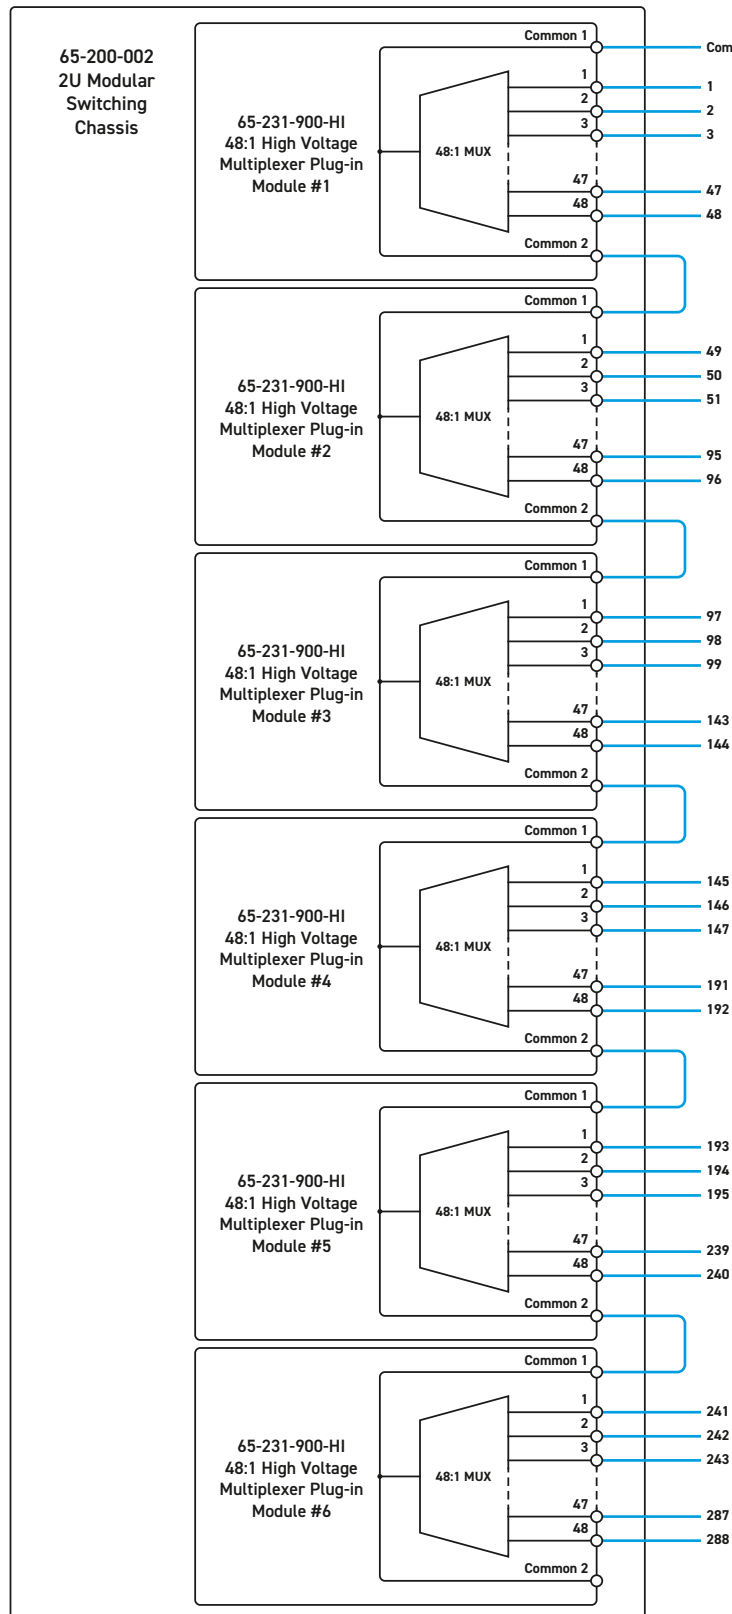 65-200-002
2U Modular
Switching
Chassis
65-231-900-HI
48:1 High Voltage
Multiplexer Plug-in
Module #1
48:1 MUX
Common 1
1
2
3
47
48
Common 2
Com
1
2
3
47
48
65-231-900-HI
48:1 High Voltage
Multiplexer Plug-in
Module #2
48:1 MUX
Common 1
1
2
3
47
48
Common 2
49
50
51
95
96
65-231-900-HI
48:1 High Voltage
Multiplexer Plug-in
Module #3
48:1 MUX
Common 1
1
2
3
47
48
Common 2
97
98
99
143
144
65-231-900-HI
48:1 High Voltage
Multiplexer Plug-in
Module #4
48:1 MUX
Common 1
1
2
3
47
48
Common 2
145
146
147
191
192
65-231-900-HI
48:1 High Voltage
Multiplexer Plug-in
Module #5
48:1 MUX
Common 1
1
2
3
47
48
Common 2
193
194
195
239
240
65-231-900-HI
48:1 High Voltage
Multiplexer Plug-in
Module #6
48:1 MUX
Common 1
1
2
3
47
48
Common 2
241
242
243
287
288